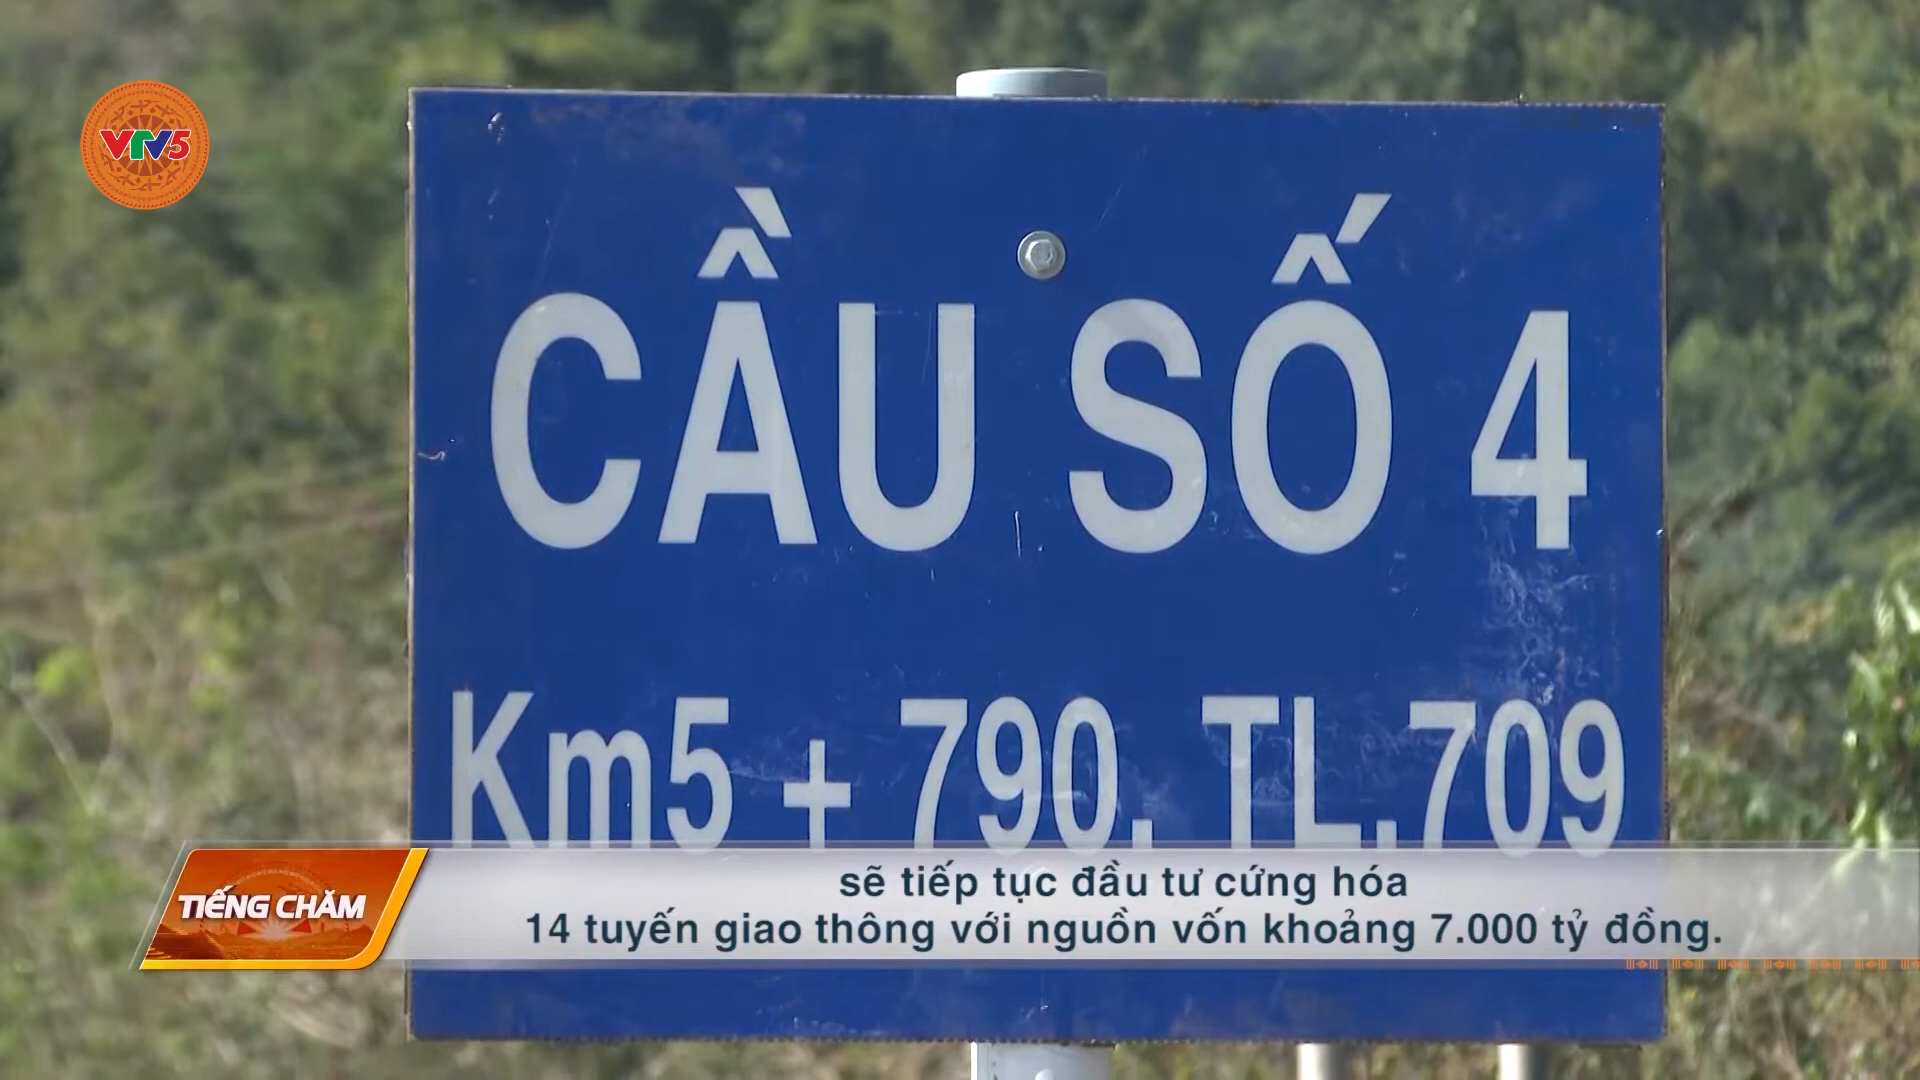 VTV5
CẦU SỐ 4
Km5 + 790. TL.709
TIẾNG CHĂM
sẽ tiếp tục đầu tư cứng hóa
14 tuyến giao thông với nguồn vốn khoảng 7.000 tỷ đồng.